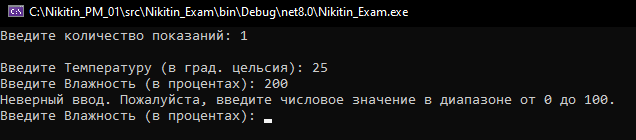 C:\Nikitin_PM_01\src\Nikitin_Exam\bin\Debug\net8.0\Nikitin_Exam.exe
Введите количество показаний: 1
Введите Температуру (в град. цельсия): 25
Введите Влажность (в процентах): 200
Неверный ввод. Пожалуйста, введите числовое значение в диапазоне от 0 до 100.
Введите Влажность (в процентах):